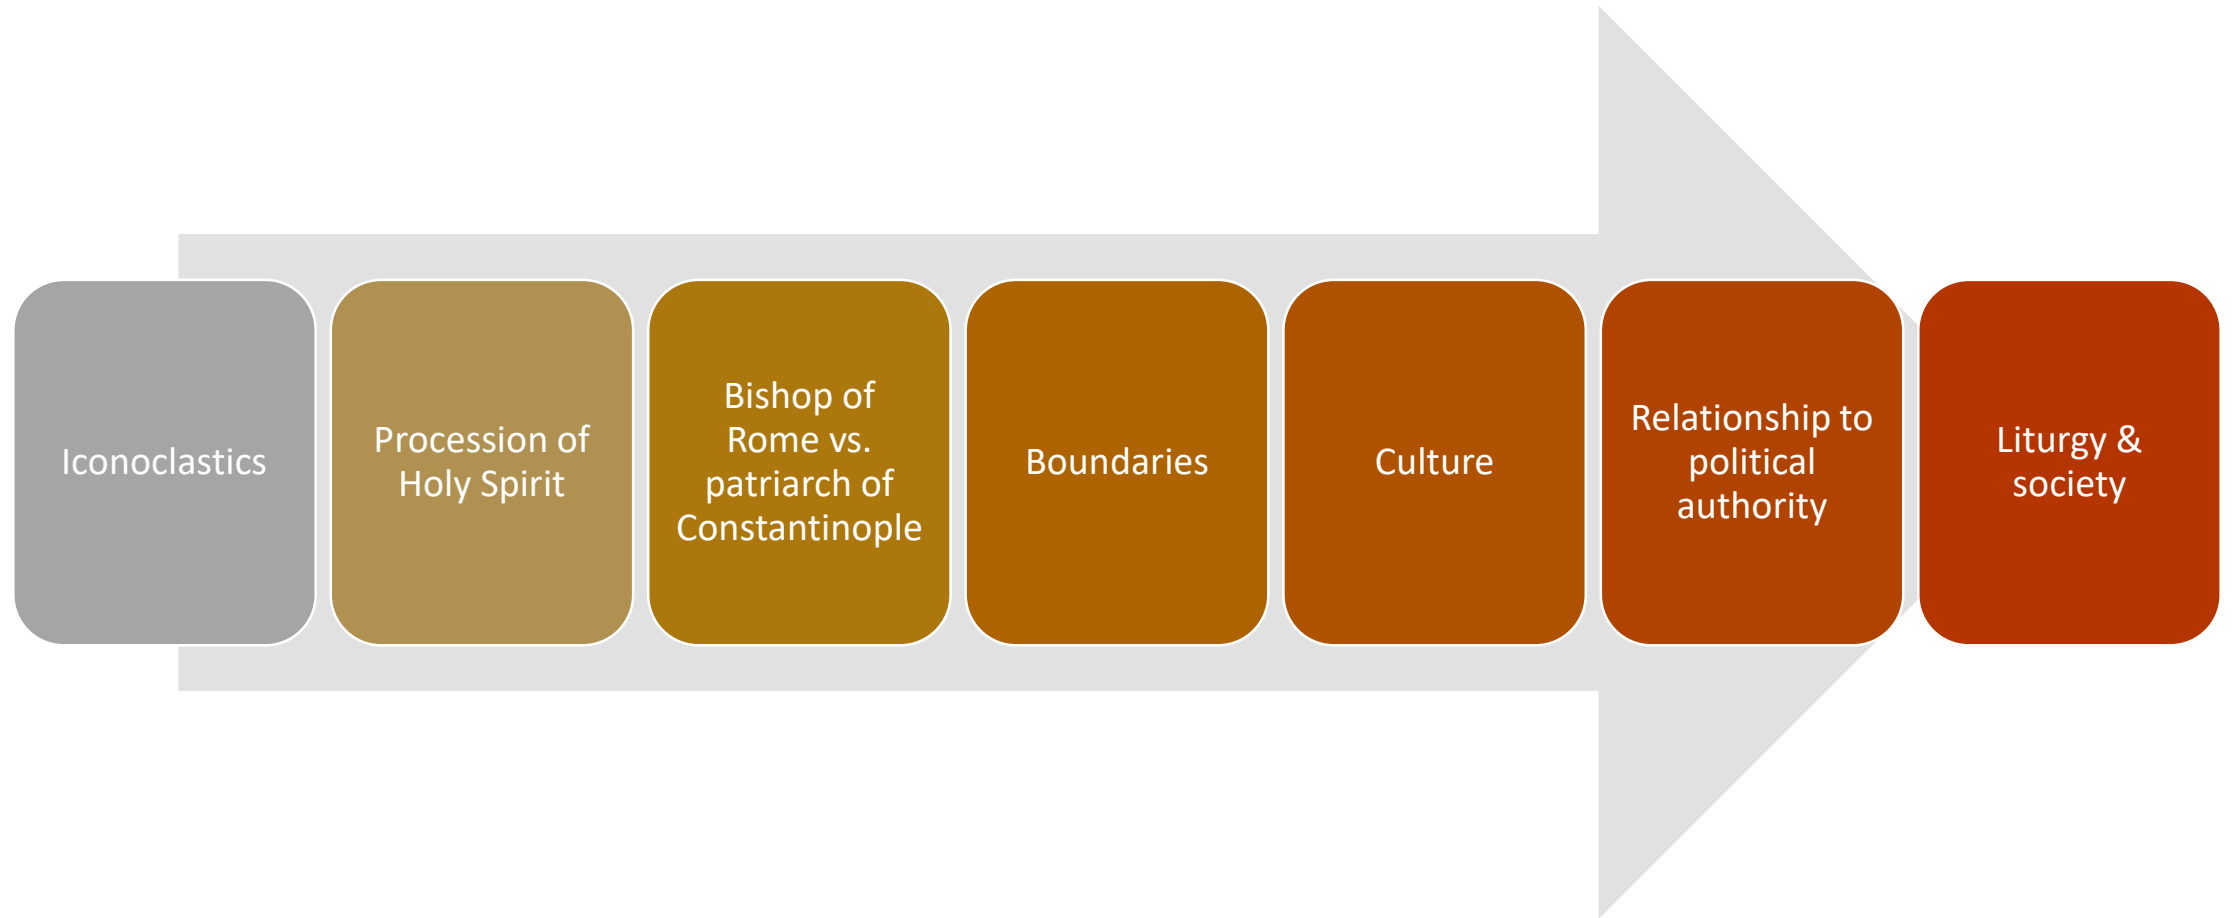 Iconoclastics
Procession of
Holy Spirit
Bishop of
Rome vs.
patriarch of
Constantinople
Boundaries
Culture
Relationship to
political
authority
Liturgy &
society